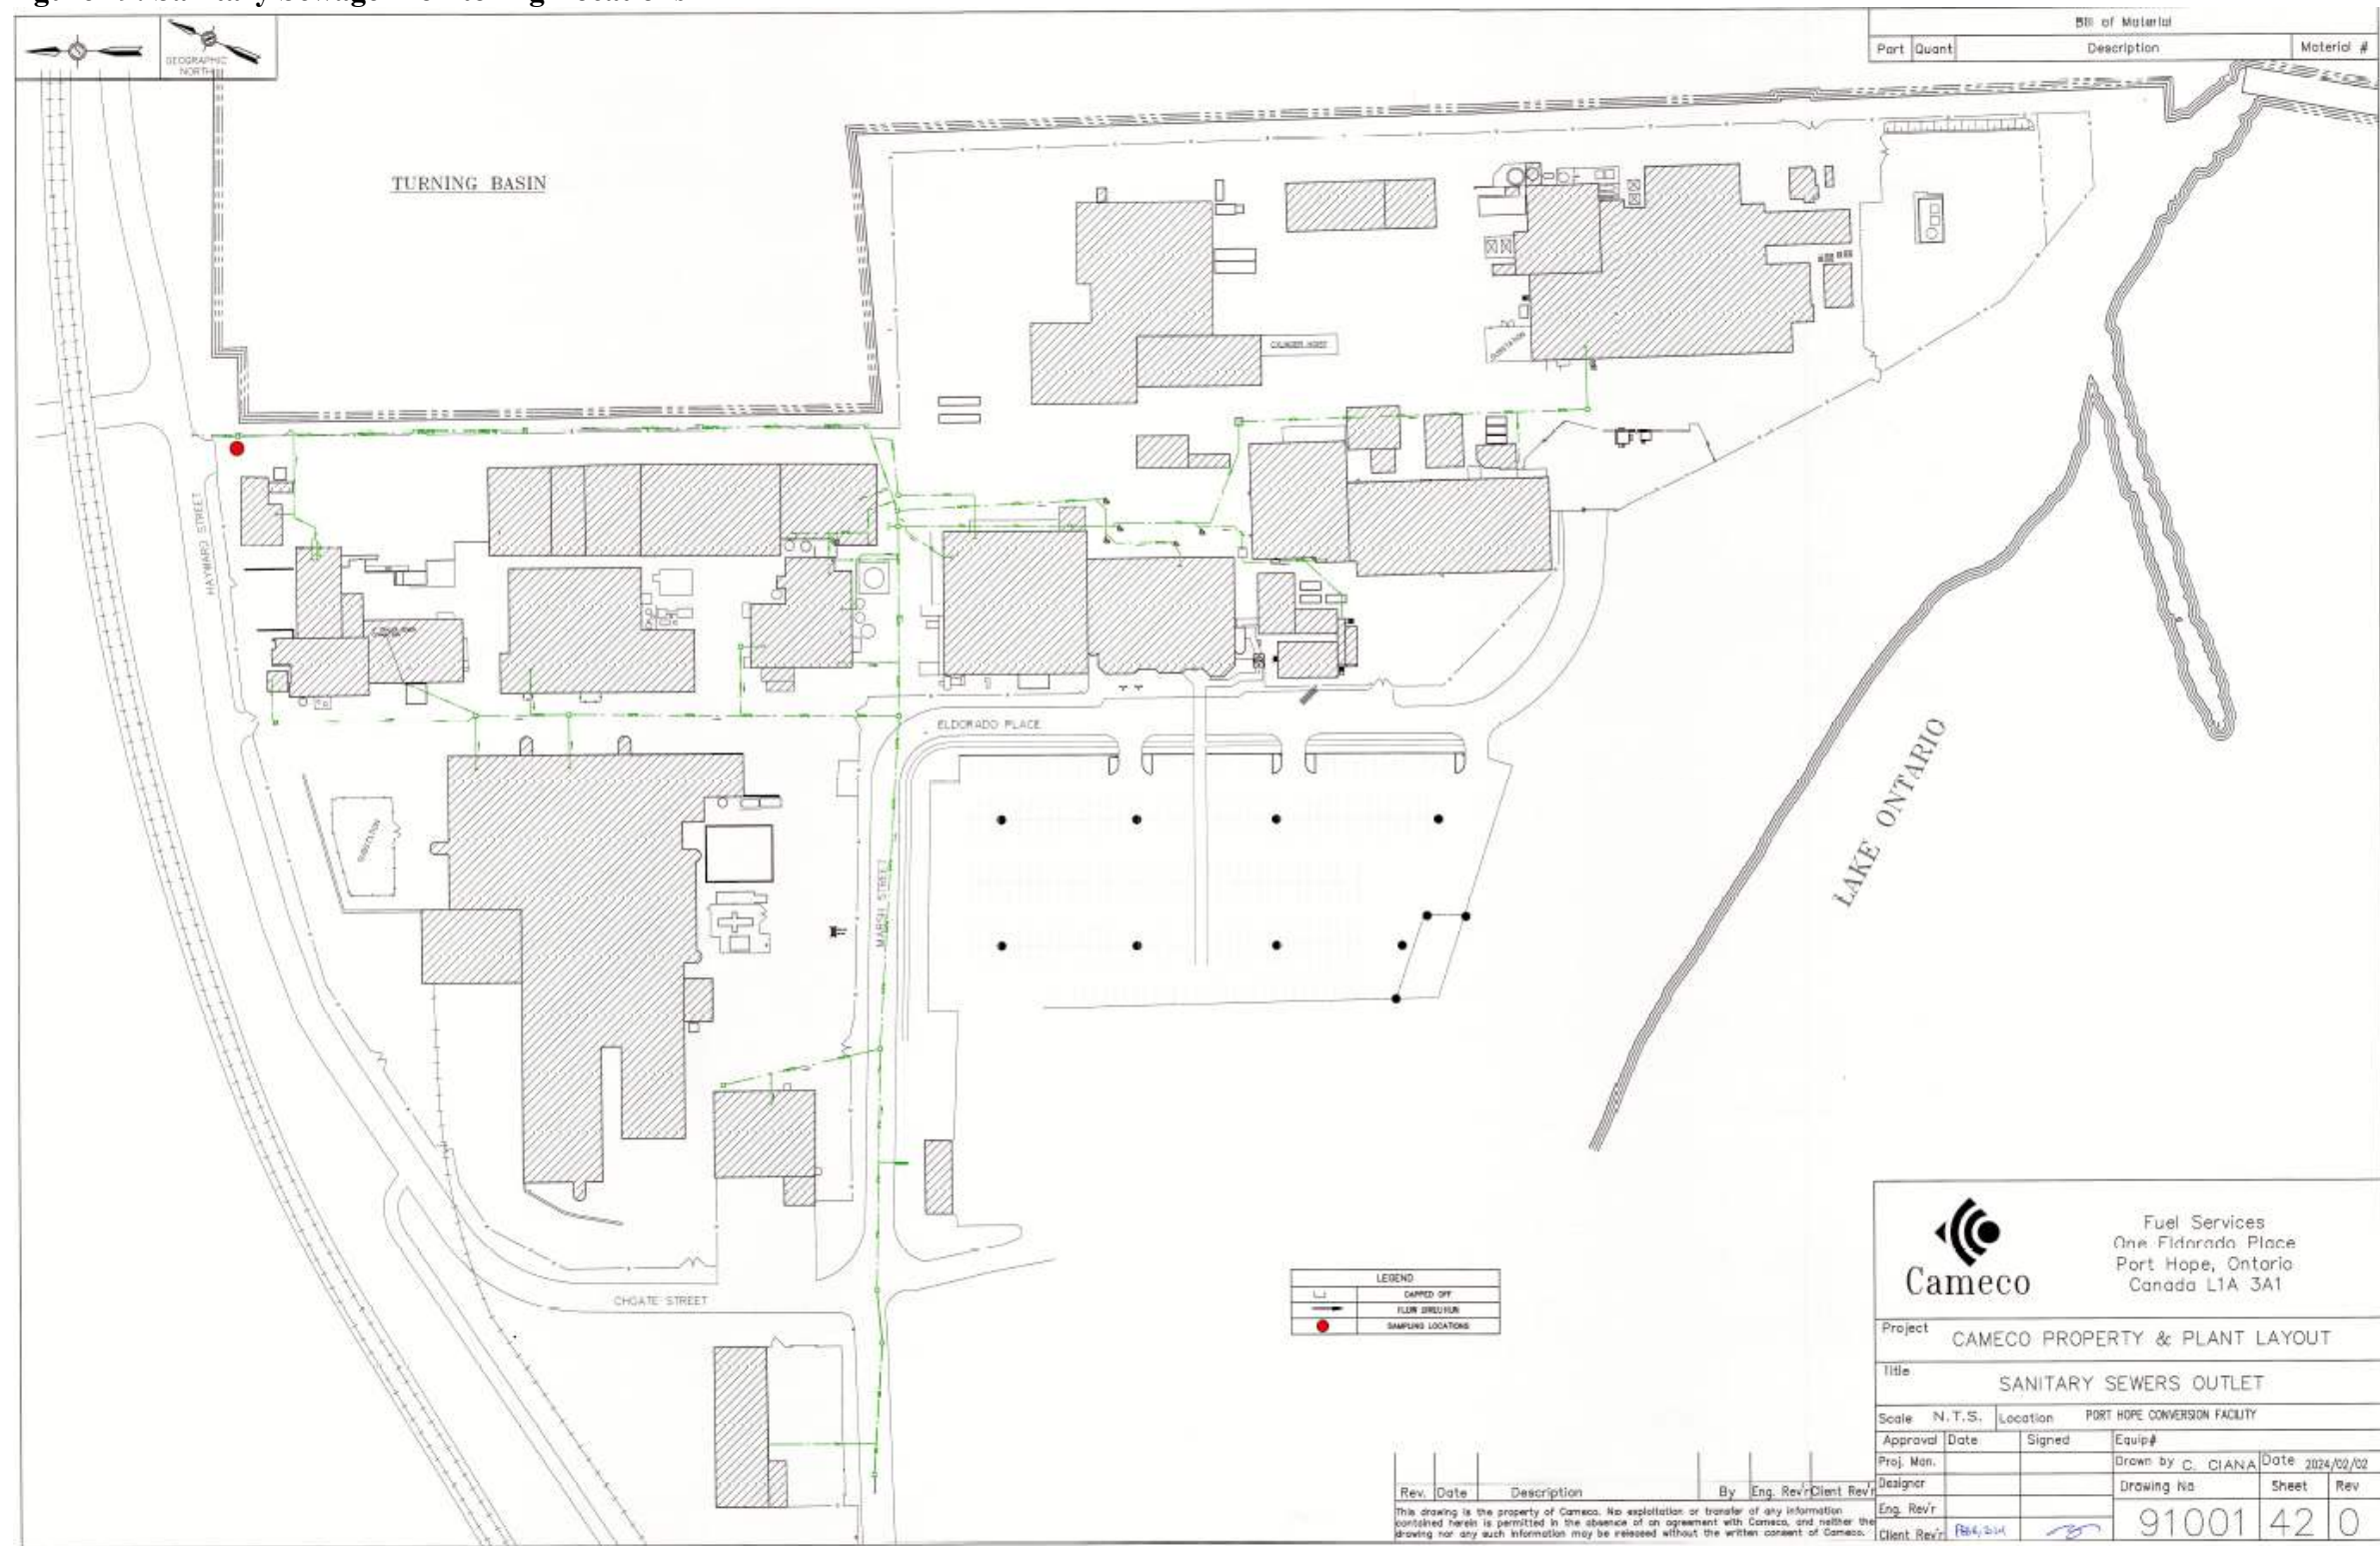 GEOGRAPHIC
NORTH
Bill of Material
Part Quant Description Material #
TURNING BASIN
CYLINDER HOIST
SUBSTATION
HAYWARD STREET
ELDORADO PLACE
SUBSTATION
MARSH STREET
LAKE ONTARIO
CHOATE STREET
LEGEND
CAPPED OFF
FLOW DIRECTION
SAMPLING LOCATIONS
Cameco
Fuel Services
One Eldorado Place
Port Hope, Ontario
Canada L1A 3A1
Project CAMECO PROPERTY & PLANT LAYOUT
Title SANITARY SEWERS OUTLET
Scale N.T.S. Location PORT HOPE CONVERSION FACILITY
Approval Date Signed Equip#
Proj. Man. Drawn by C. CIANA Date 2024/02/02
Designer Drawing No Sheet Rev
Eng. Rev'r 91001 42 0
Client Rev'r
Rev. Date Description By Eng. Rev'r Client Rev'r
This drawing is the property of Cameco. No exploitation or transfer of any information
contained herein is permitted in the absence of an agreement with Cameco, and neither the
drawing nor any such information may be released without the written consent of Cameco.